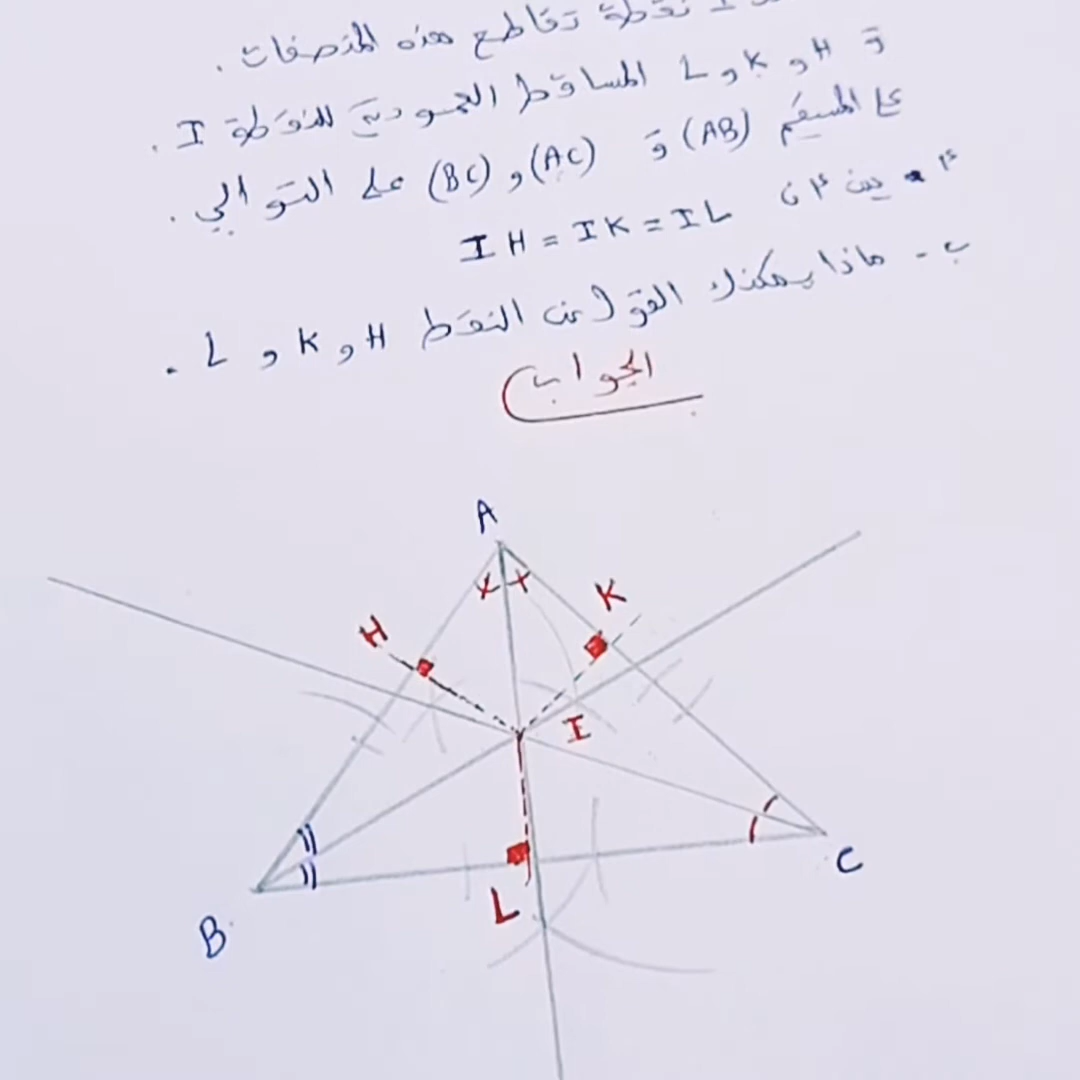 I نقطة تقاطع هذه المنصفات .
و H و K و L المساقط العمودية للنقطة I .
على المستقيم (AB) و (AC) و (BC) على التوالي .
أ - بين أن IH = IK = IL
ب - ماذا يمكنك القول عن النقط H و K و L .
الجواب
A
K
H
I
C
L
B